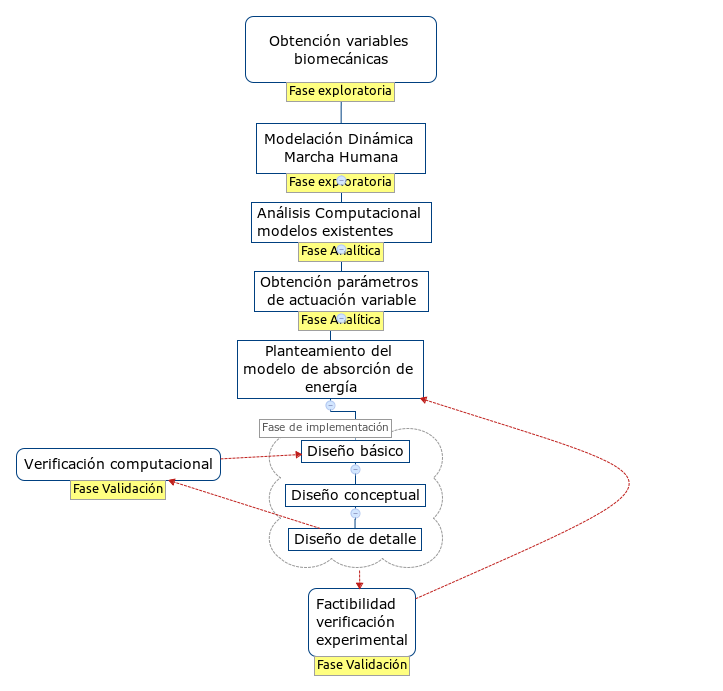 Obtención variables
biomecánicas
Fase exploratoria
Modelación Dinámica
Marcha Humana
Fase exploratoria
Análisis Computacional
modelos existentes
Fase Analítica
Obtención parámetros
de actuación variable
Fase Analítica
Planteamiento del
modelo de absorción de
energía
Fase de implementación
Diseño básico
Verificación computacional
Fase Validación
Diseño conceptual
Diseño de detalle
Factibilidad
verificación
experimental
Fase Validación